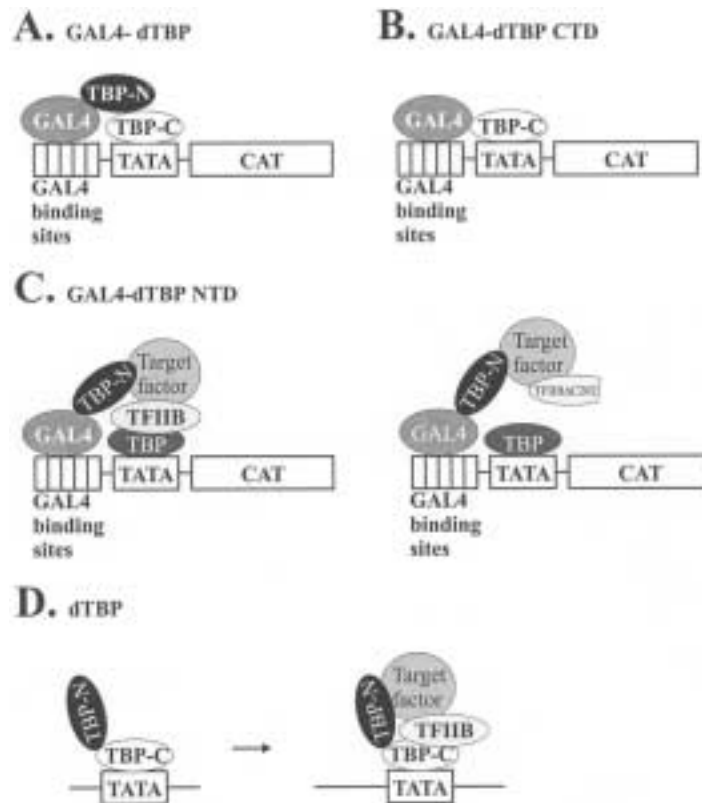 A. GAL4- dTBP
TBP-N
GAL4
TBP-C
TATA
CAT
GAL4
binding
sites
B. GAL4-dTBP CTD
GAL4
TBP-C
TATA
CAT
GAL4
binding
sites
C. GAL4-dTBP NTD
Target
factor
TBP-N
TFIIB
GAL4
TBP
TATA
CAT
GAL4
binding
sites
Target
factor
TBP-N
GAL4
TBP
TATA
CAT
GAL4
binding
sites
D. dTBP
TBP-N
TBP-C
TATA
Target
factor
TBP-N
TFIIB
TBP-C
TATA